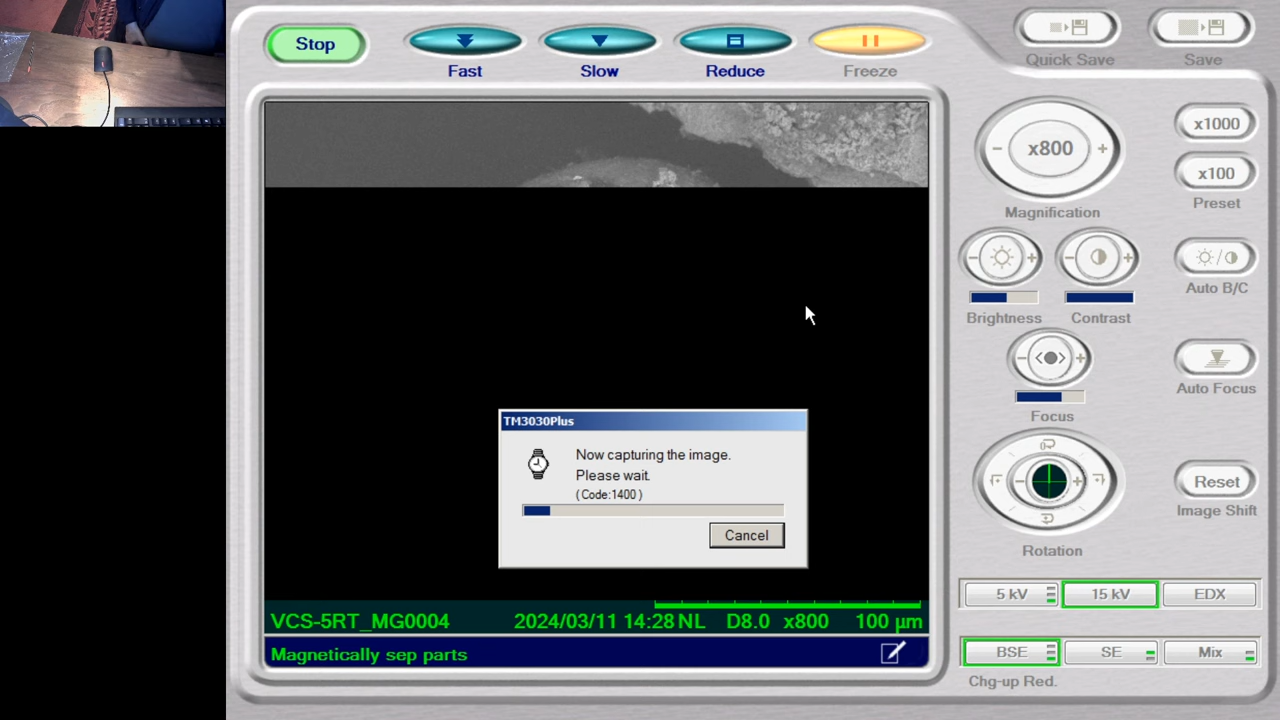 Stop
Fast
Slow
Reduce
Freeze
Quick Save
Save
x800
Magnification
x1000
x100
Preset
Brightness
Contrast
Auto B/C
Focus
Auto Focus
Rotation
Reset
Image Shift
5 kV
15 kV
EDX
BSE
SE
Mix
Chg-up Red.
TM3030Plus
Now capturing the image.
Please wait.
(Code:1400 )
Cancel
VCS-5RT_MG0004 2024/03/11 14:28 NL D8.0 x800 100 µm
Magnetically sep parts